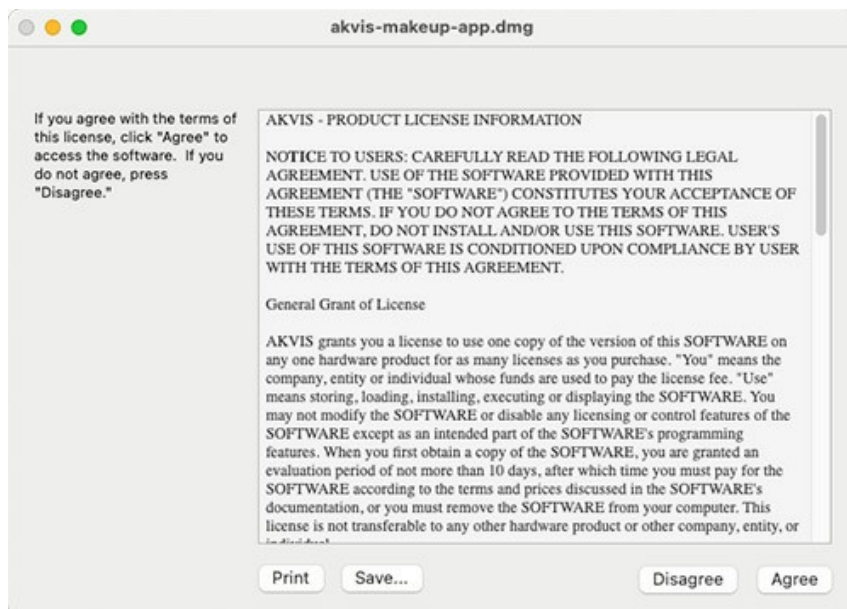 akvis-makeup-app.dmg
If you agree with the terms of
this license, click "Agree" to
access the software.  If you
do not agree, press
"Disagree."
AKVIS - PRODUCT LICENSE INFORMATION
NOTICE TO USERS: CAREFULLY READ THE FOLLOWING LEGAL
AGREEMENT. USE OF THE SOFTWARE PROVIDED WITH THIS
AGREEMENT (THE "SOFTWARE") CONSTITUTES YOUR ACCEPTANCE OF
THESE TERMS. IF YOU DO NOT AGREE TO THE TERMS OF THIS
AGREEMENT, DO NOT INSTALL AND/OR USE THIS SOFTWARE. USER'S
USE OF THIS SOFTWARE IS CONDITIONED UPON COMPLIANCE BY USER
WITH THE TERMS OF THIS AGREEMENT.
General Grant of License
AKVIS grants you a license to use one copy of the version of this SOFTWARE on
any one hardware product for as many licenses as you purchase. "You" means the
company, entity or individual whose funds are used to pay the license fee. "Use"
means storing, loading, installing, executing or displaying the SOFTWARE. You
may not modify the SOFTWARE or disable any licensing or control features of the
SOFTWARE except as an intended part of the SOFTWARE's programming
features. When you first obtain a copy of the SOFTWARE, you are granted an
evaluation period of not more than 10 days, after which time you must pay for the
SOFTWARE according to the terms and prices discussed in the SOFTWARE's
documentation, or you must remove the SOFTWARE from your computer. This
license is not transferable to any other hardware product or other company, entity, or
Print
Save...
Disagree
Agree